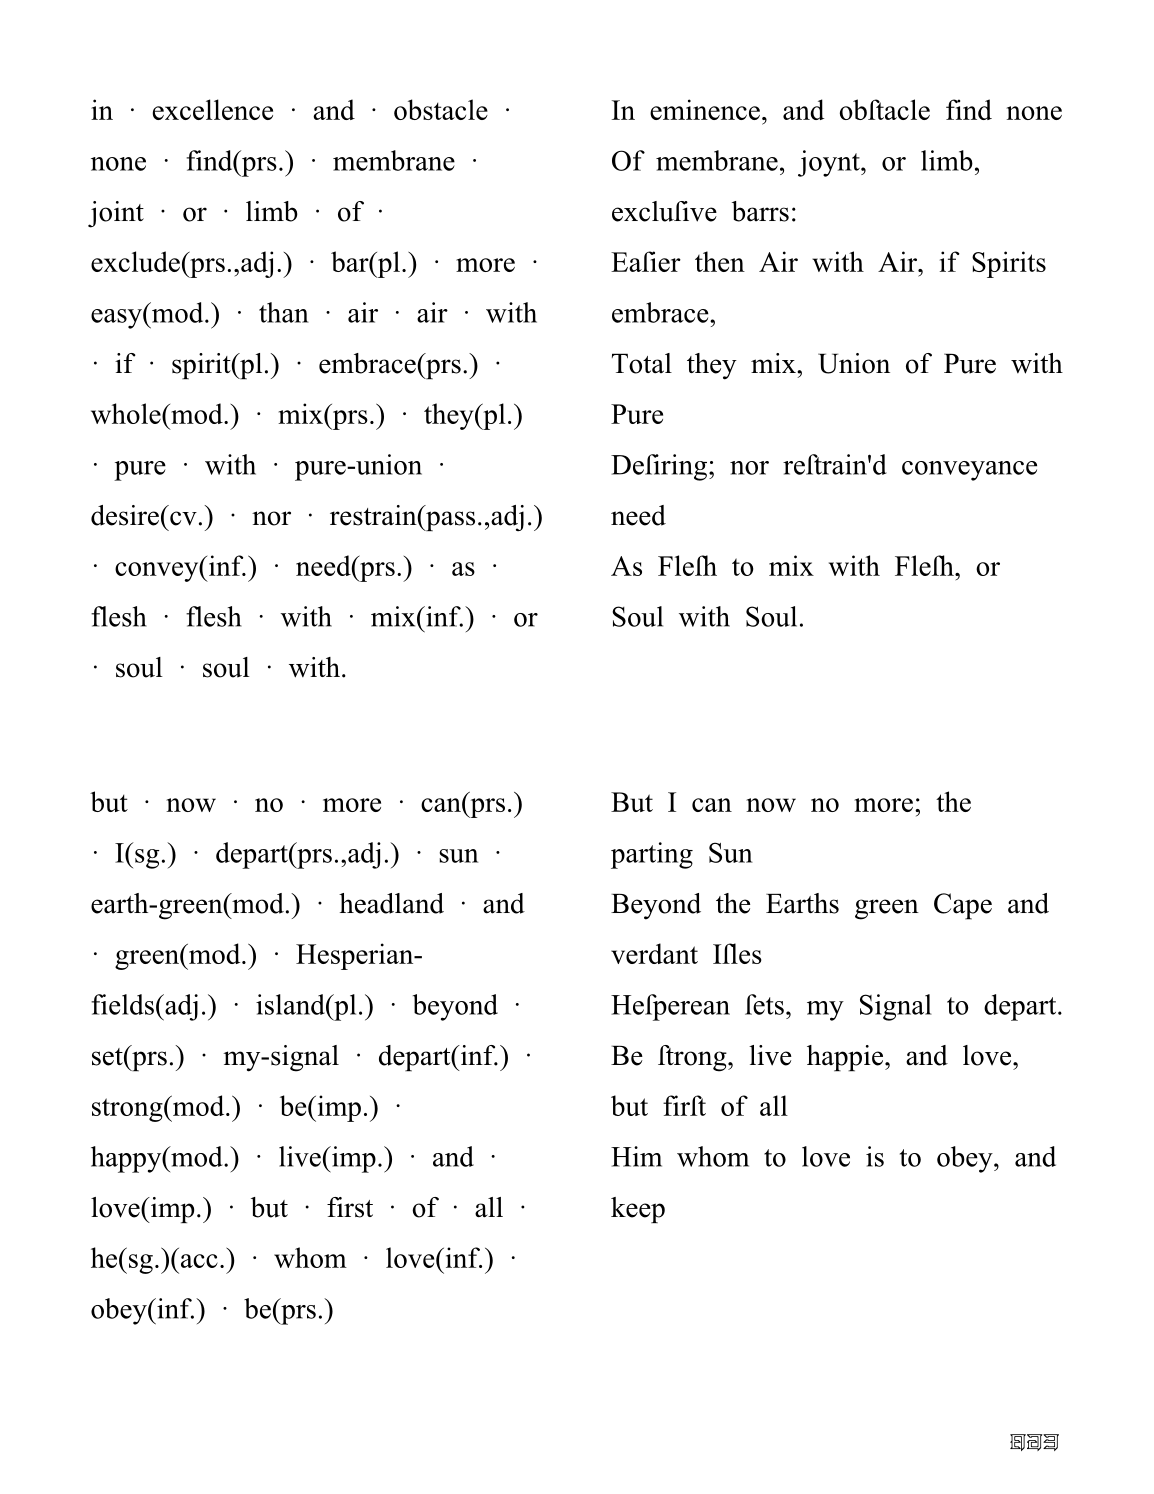 in · excellence · and · obstacle ·
none · find(prs.) · membrane ·
joint · or · limb · of ·
exclude(prs.,adj.) · bar(pl.) · more ·
easy(mod.) · than · air · air · with
· if · spirit(pl.) · embrace(prs.) ·
whole(mod.) · mix(prs.) · they(pl.)
· pure · with · pure-union ·
desire(cv.) · nor · restrain(pass.,adj.)
· convey(inf.) · need(prs.) · as ·
flesh · flesh · with · mix(inf.) · or
· soul · soul · with.
In eminence, and obſtacle find none
Of membrane, joynt, or limb,
excluſive barrs:
Eaſier then Air with Air, if Spirits
embrace,
Total they mix, Union of Pure with
Pure
Deſiring; nor reſtrain'd conveyance
need
As Fleſh to mix with Fleſh, or
Soul with Soul.
but · now · no · more · can(prs.)
· I(sg.) · depart(prs.,adj.) · sun ·
earth-green(mod.) · headland · and
· green(mod.) · Hesperian-
fields(adj.) · island(pl.) · beyond ·
set(prs.) · my-signal · depart(inf.) ·
strong(mod.) · be(imp.) ·
happy(mod.) · live(imp.) · and ·
love(imp.) · but · first · of · all ·
he(sg.)(acc.) · whom · love(inf.) ·
obey(inf.) · be(prs.)
But I can now no more; the
parting Sun
Beyond the Earths green Cape and
verdant Iſles
Heſperean ſets, my Signal to depart.
Be ſtrong, live happie, and love,
but firſt of all
Him whom to love is to obey, and
keep